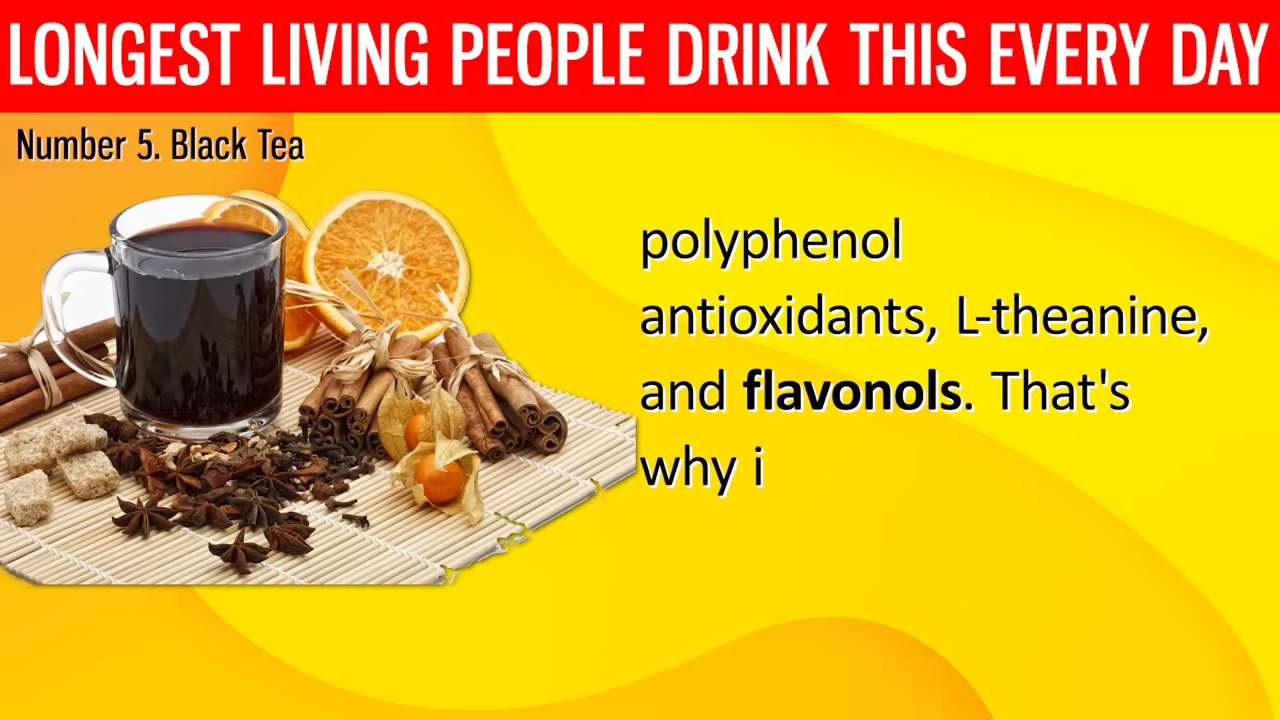 LONGEST LIVING PEOPLE DRINK THIS EVERY DAY
Number 5. Black Tea
polyphenol
antioxidants, L-theanine,
and flavonols. That's
why i